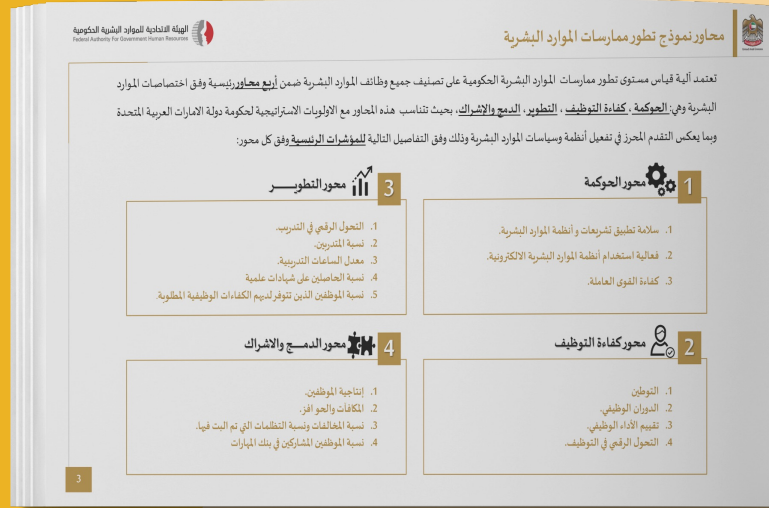 محاور نموذج تطور ممارسات الموارد البشرية
الهيئة الاتحادية للموارد البشرية الحكومية
Federal Authority For Government Human Resources
تعتمد آلية قياس مستوى تطور ممارسات الموارد البشرية الحكومية على تصنيف جميع وظائف الموارد البشرية ضمن أربع محاور رئيسية وفق اختصاصات الموارد
البشرية وهي: الحوكمة ، كفاءة التوظيف ، التطوير، الدمج والإشراك، بحيث تتناسب هذه المحاور مع الاولويات الاستراتيجية لحكومة دولة الامارات العربية المتحدة
وبما يعكس التقدم المحرز في تفعيل أنظمة وسياسات الموارد البشرية وذلك وفق التفاصيل التالية للمؤشرات الرئسية وفق كل محور:
1 محور الحوكمة
1. سلامة تطبيق تشريعات و أنظمة الموارد البشرية.
2. فعالية استخدام أنظمة الموارد البشرية الالكترونية.
3. كفاءة القوى العاملة.
2 محور كفاءة التوظيف
1. التوطين
2. الدوران الوظيفي.
3. تقييم الأداء الوظيفي.
4. التحول الرقمي في التوظيف.
3 محور التطويـــــر
1. التحول الرقمي في التدريب.
2. نسبة المتدربين.
3. معدل الساعات التدريبية.
4. نسبة الحاصلين على شهادات علمية
5. نسبة الموظفين الذين تتوفر لديهم الكفاءات الوظيفية المطلوبة.
4 محور الدمـــج والاشراك
1. إنتاجية الموظفين.
2. المكافآت والحو افز.
3. نسبة المخالفات ونسبة التظلمات التي تم البت فيها.
4. نسبة الموظفين المشاركين في بنك المهارات
3